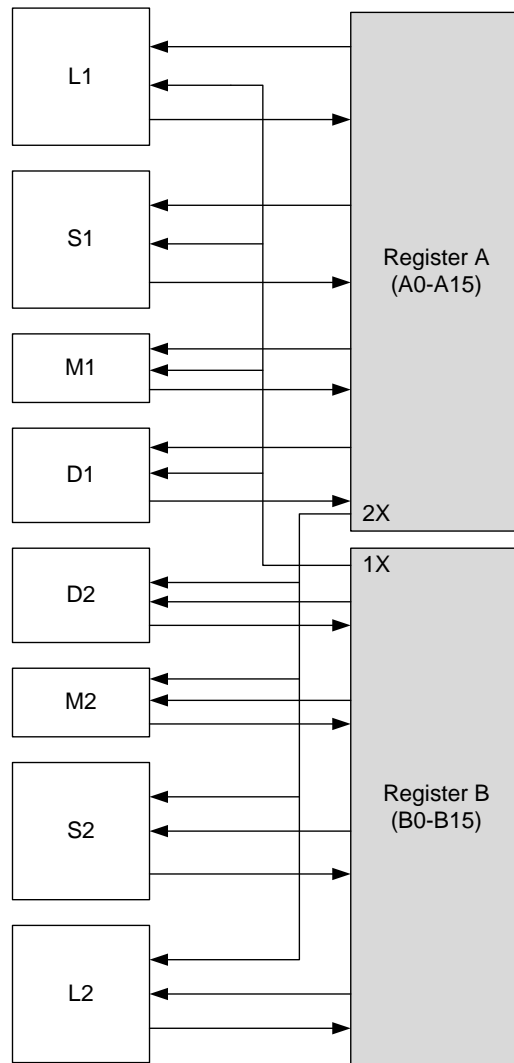 L1
S1
Register A
(A0-A15)
M1
D1
2X
1X
D2
M2
S2
Register B
(B0-B15)
L2